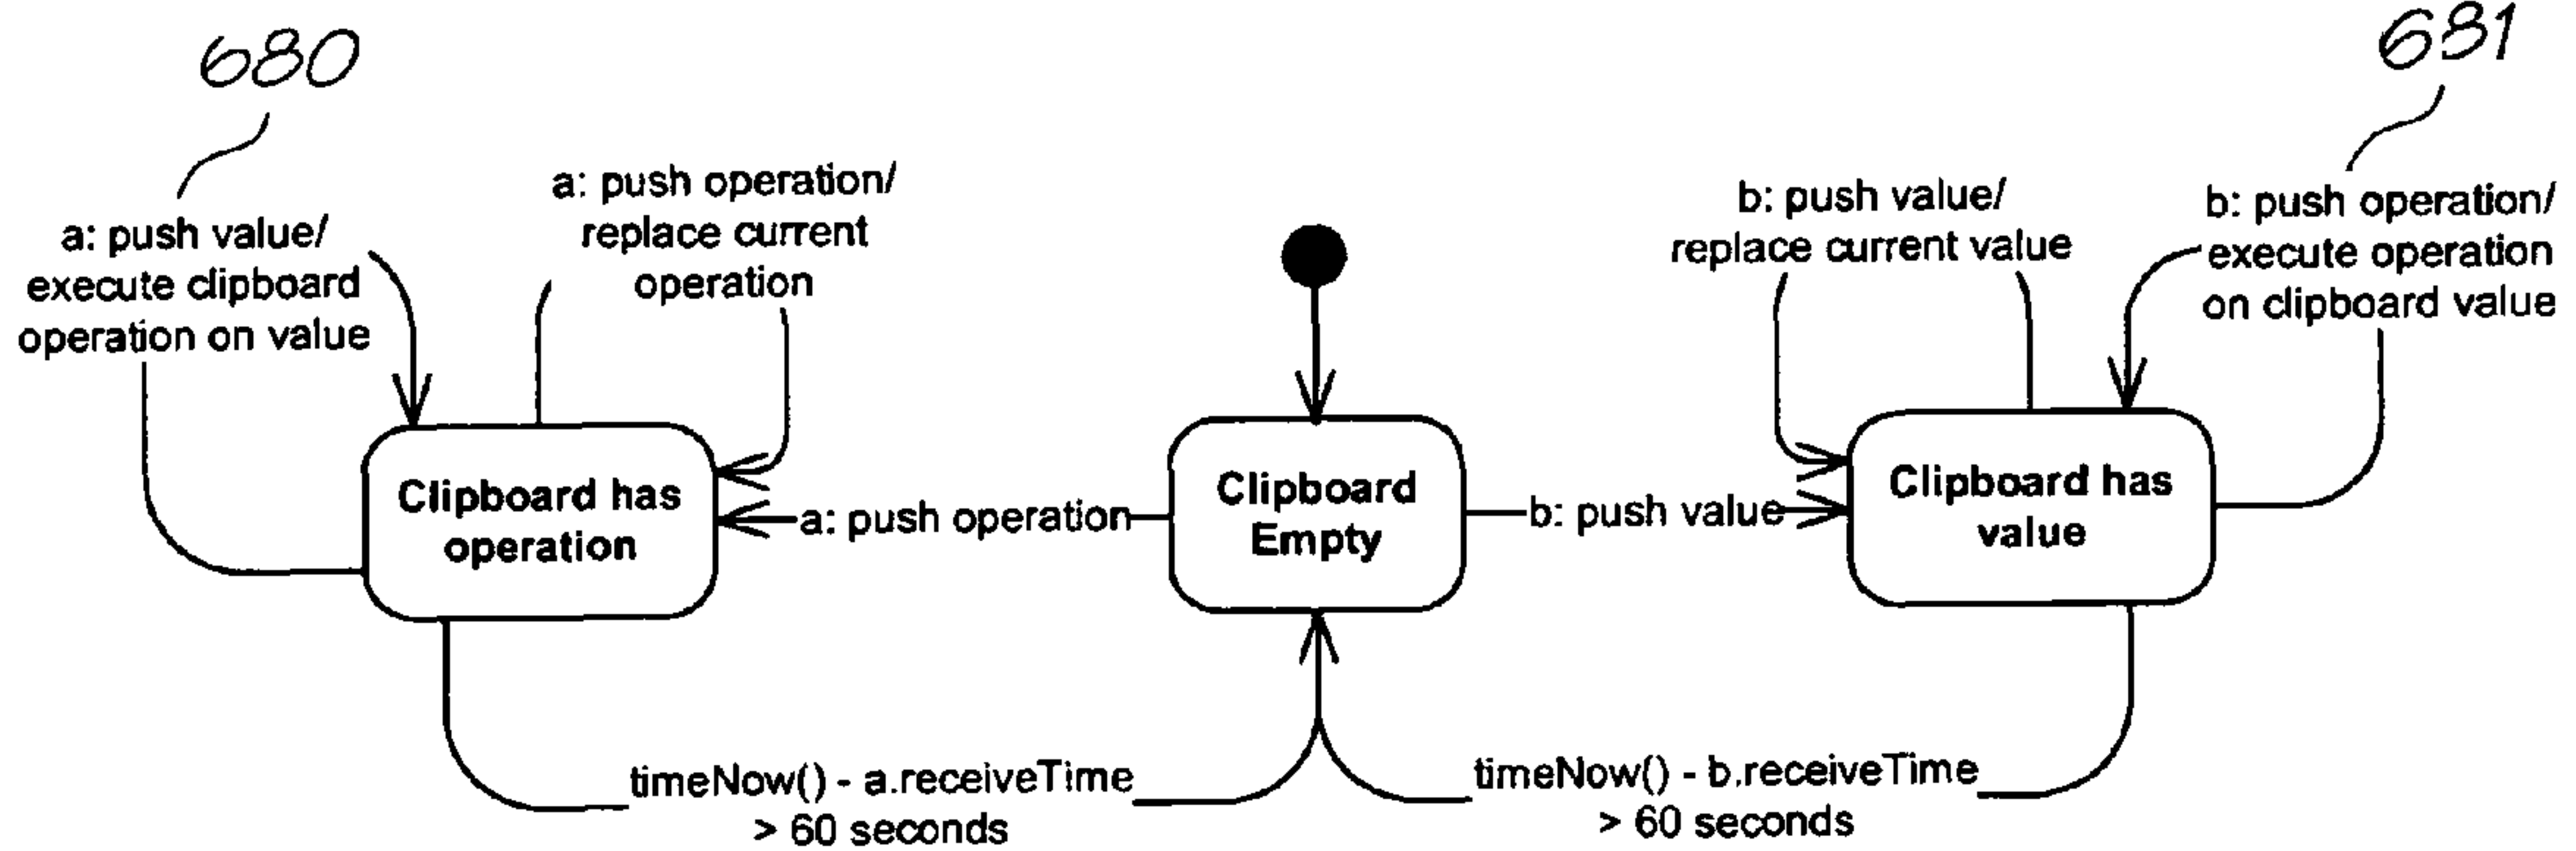 680
681
a: push value/
execute clipboard
operation on value
a: push operation/
replace current
operation
b: push value/
replace current value
b: push operation/
execute operation
on clipboard value
Clipboard has
operation
a: push operation
Clipboard
Empty
b: push value
Clipboard has
value
timeNow() - a.receiveTime
> 60 seconds
timeNow() - b.receiveTime
> 60 seconds